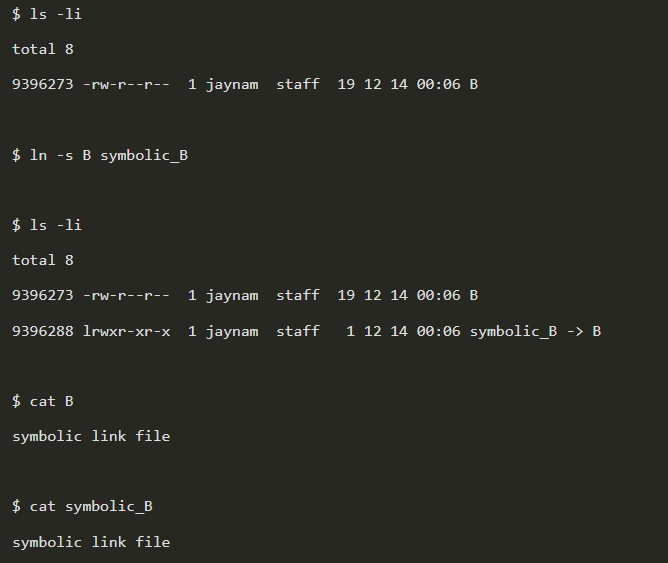 $ ls -li
total 8
9396273 -rw-r--r--  1 jaynam  staff  19 12 14 00:06 B
$ ln -s B symbolic_B
$ ls -li
total 8
9396273 -rw-r--r--  1 jaynam  staff  19 12 14 00:06 B
9396288 lrwxr-xr-x  1 jaynam  staff   1 12 14 00:06 symbolic_B -> B
$ cat B
symbolic link file
$ cat symbolic_B
symbolic link file